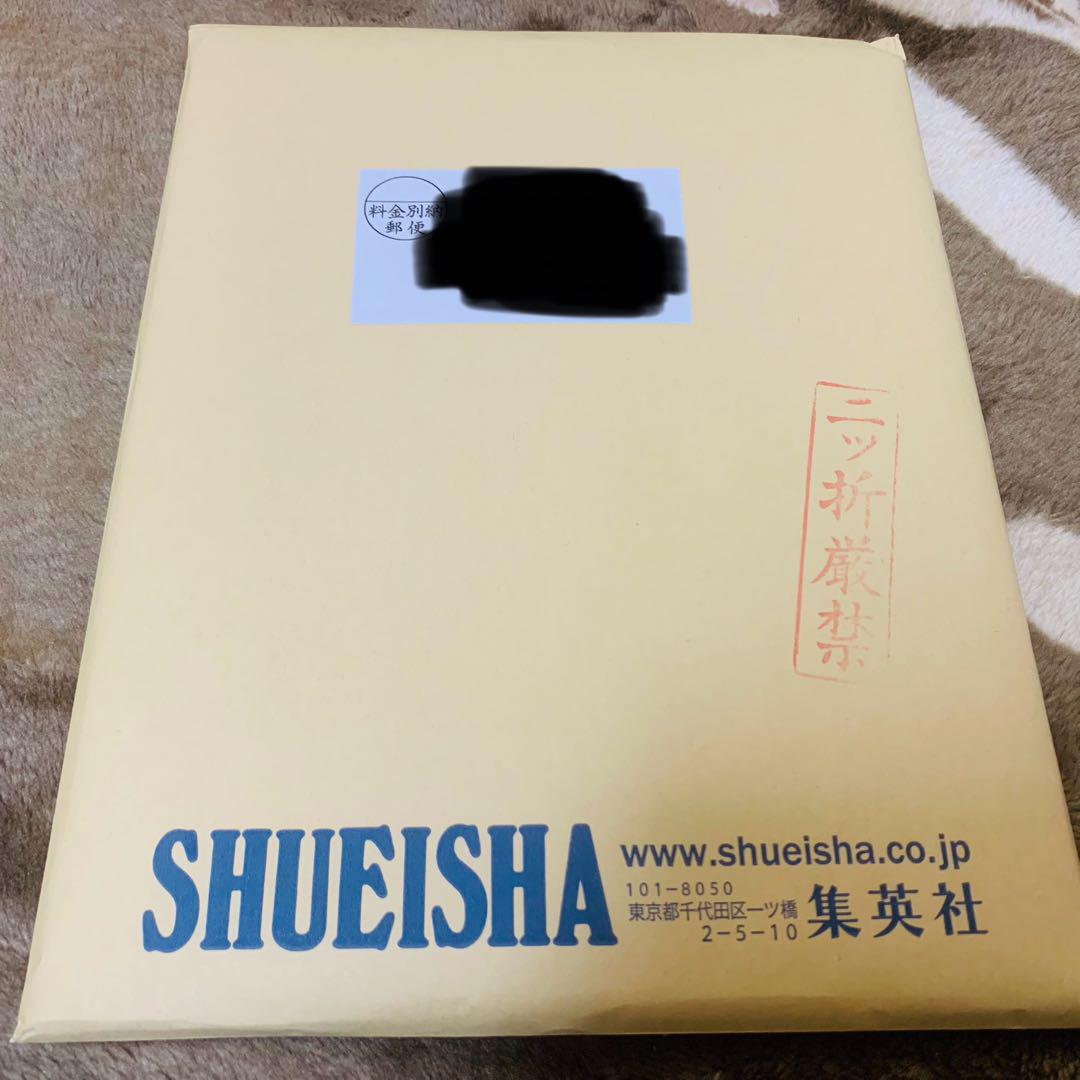 料金別納
郵便
二ッ折厳禁
SHUEISHA
www.shueisha.co.jp
101-8050
東京都千代田区一ツ橋
2-5-10
集英社